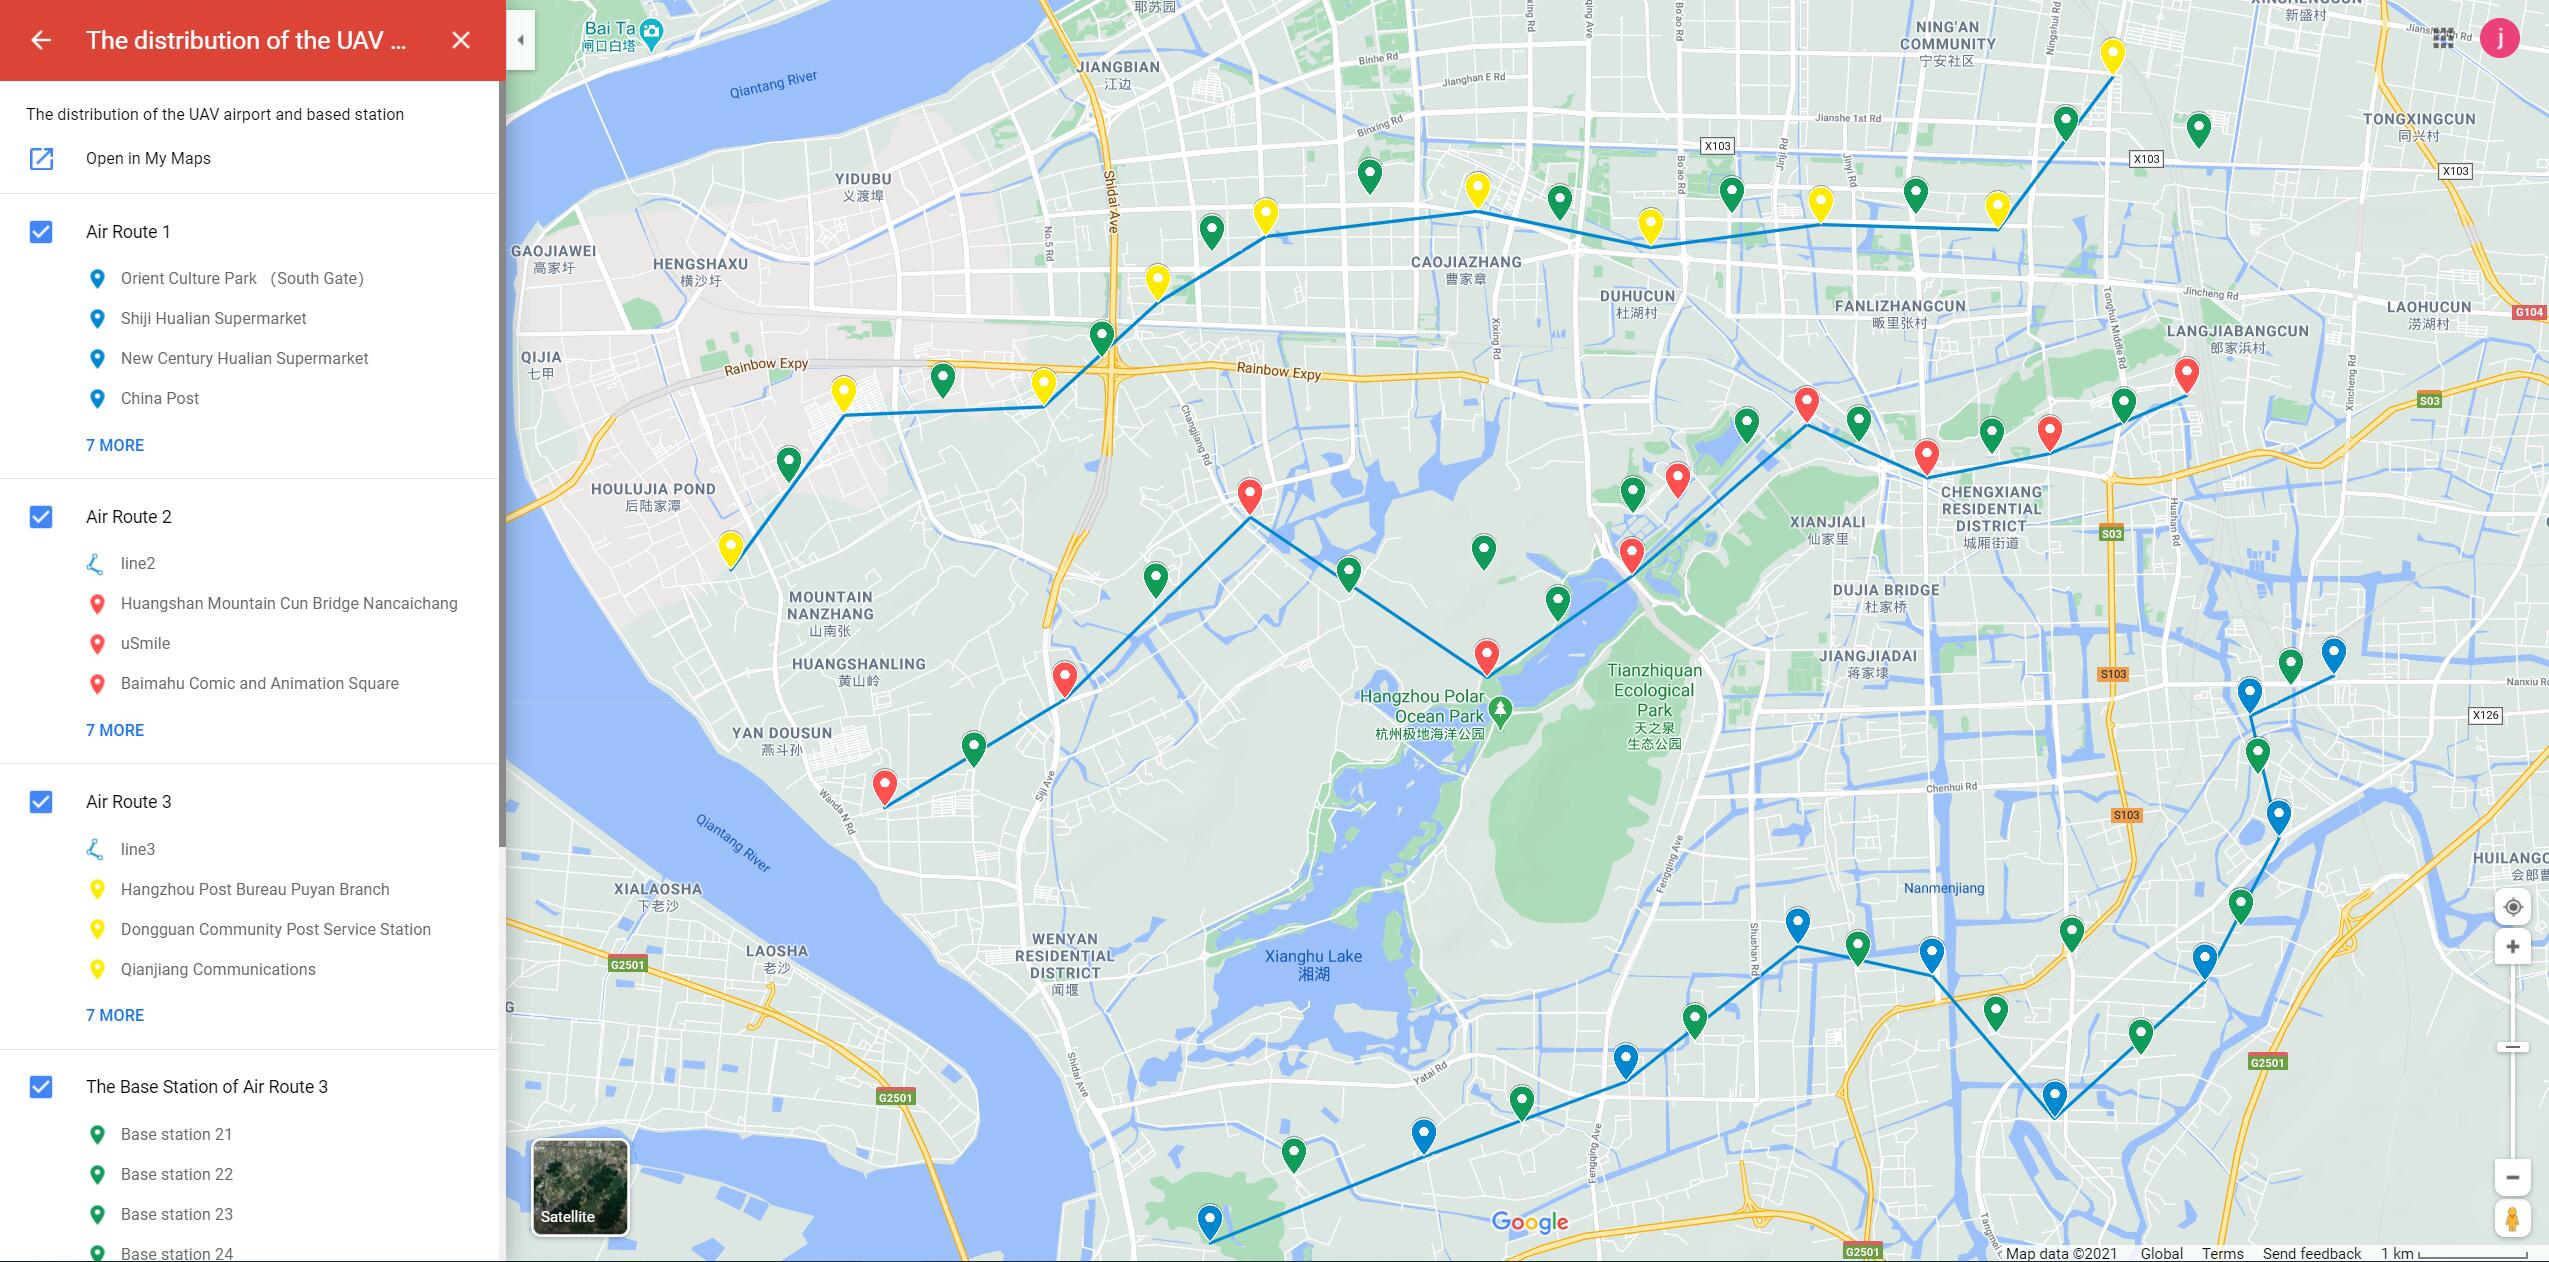 The distribution of the UAV ...
The distribution of the UAV airport and based station
Open in My Maps
Air Route 1
Orient Culture Park （South Gate）
Shiji Hualian Supermarket
New Century Hualian Supermarket
China Post
7 MORE
Air Route 2
line2
Huangshan Mountain Cun Bridge Nancaichang
uSmile
Baimahu Comic and Animation Square
7 MORE
Air Route 3
line3
Hangzhou Post Bureau Puyan Branch
Dongguan Community Post Service Station
Qianjiang Communications
7 MORE
The Base Station of Air Route 3
Base station 21
Base station 22
Base station 23
Base station 24
Bai Ta
闸口白塔
耶苏园
Qiantang River
JIANGBIAN
江边
Binhe Rd
Jianghan E Rd
Binxing Rd
Bo'ao Rd
NING'AN
COMMUNITY
宁安社区
Ningshui Rd
新盛村
j
TONGXINGCUN
同兴村
Jianshe 1st Rd
X103
X103
X103
YIDUBU
义渡埠
Shidai Ave
No.5 Rd
Bo'ao Rd
Jinji Rd
Jinyi Rd
GAOJIAWEI
高家圩
HENGSHAXU
横沙圩
CAOJIAZHANG
曹家章
DUHUCUN
杜湖村
FANLIZHANGCUN
畈里张村
Jincheng Rd
Tonghui Middle Rd
LAOHUCUN
涝湖村
G104
LANGJIABANGCUN
郎家浜村
QIJIA
七甲
Rainbow Expy
Rainbow Expy
Xixing Rd
Xincheng Rd
S03
Changjiang Rd
HOULUJIA POND
后陆家潭
CHENGXIANG
RESIDENTIAL
DISTRICT
城厢街道
XIANJIALI
仙家里
S03
Hushan Rd
MOUNTAIN
NANZHANG
山南张
DUJIA BRIDGE
杜家桥
HUANGSHANLING
黄山岭
Tianzhiquan
Ecological
Park
天之泉
生态公园
JIANGJIADAI
蒋家埭
S103
Nanxiu Rd
X126
Hangzhou Polar
Ocean Park
杭州极地海洋公园
YAN DOUSUN
燕斗孙
Wanda N Rd
Siji Ave
Chenhui Rd
S103
Qiantang River
Fengqing Ave
XIALAOSHA
下老沙
Nanmenjiang
LAOSHA
老沙
G2501
WENYAN
RESIDENTIAL
DISTRICT
闻堰
Xianghu Lake
湘湖
Shushan Rd
Shidai Ave
Yatai Rd
G2501
G2501
Fengqing Ave
Satellite
Google
G2501
Map data ©2021 Global Terms Send feedback 1 km